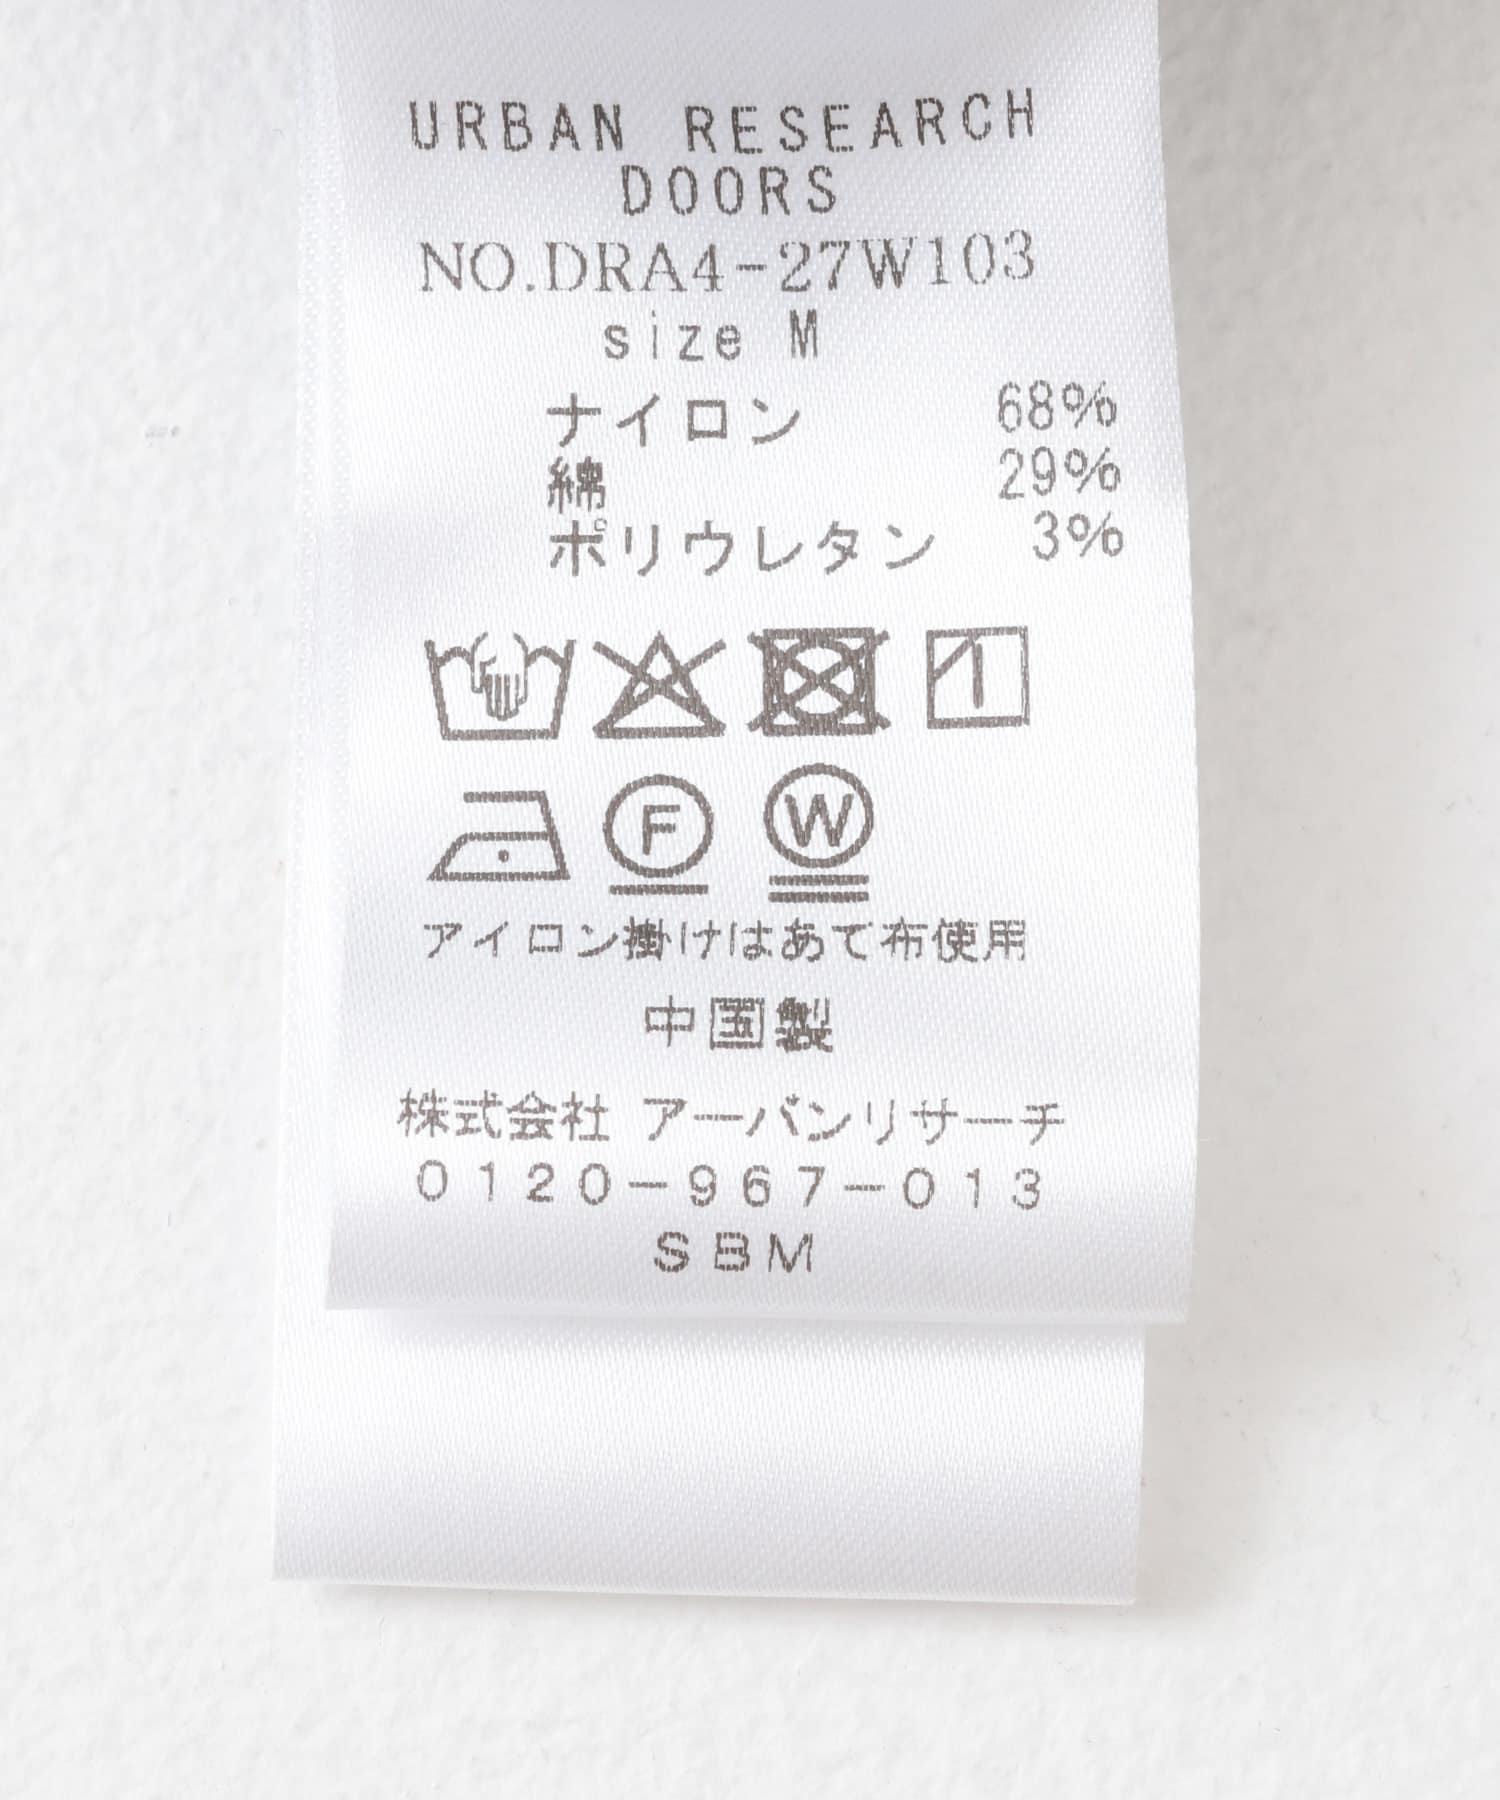 URBAN RESEARCH
DOORS
NO.DRA4-27W103
size M
ナイロン 68%
綿 29%
ポリウレタン 3%
F W
アイロン掛けはあて布使用
中国製
株式会社 アーバンリサーチ
0120-967-013
SBM